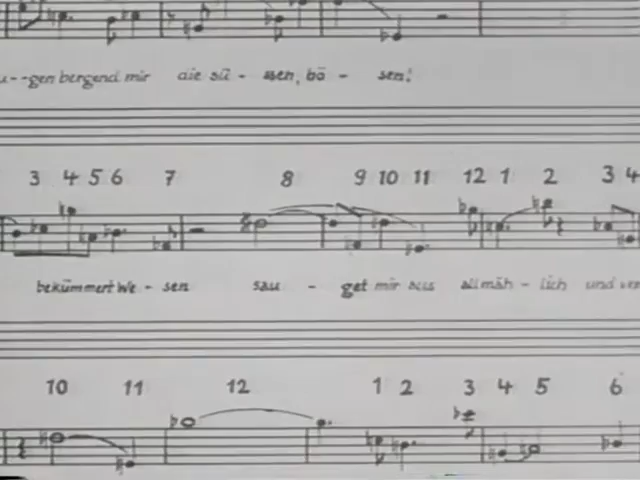 u--gen bergend mir die sü - ssen, bö - sen!
3 4 5 6 7 8 9 10 11 12 1 2 3 4
bekümmert We - sen sau - get mir aus allmäh - lich und
10 11 12 1 2 3 4 5 6